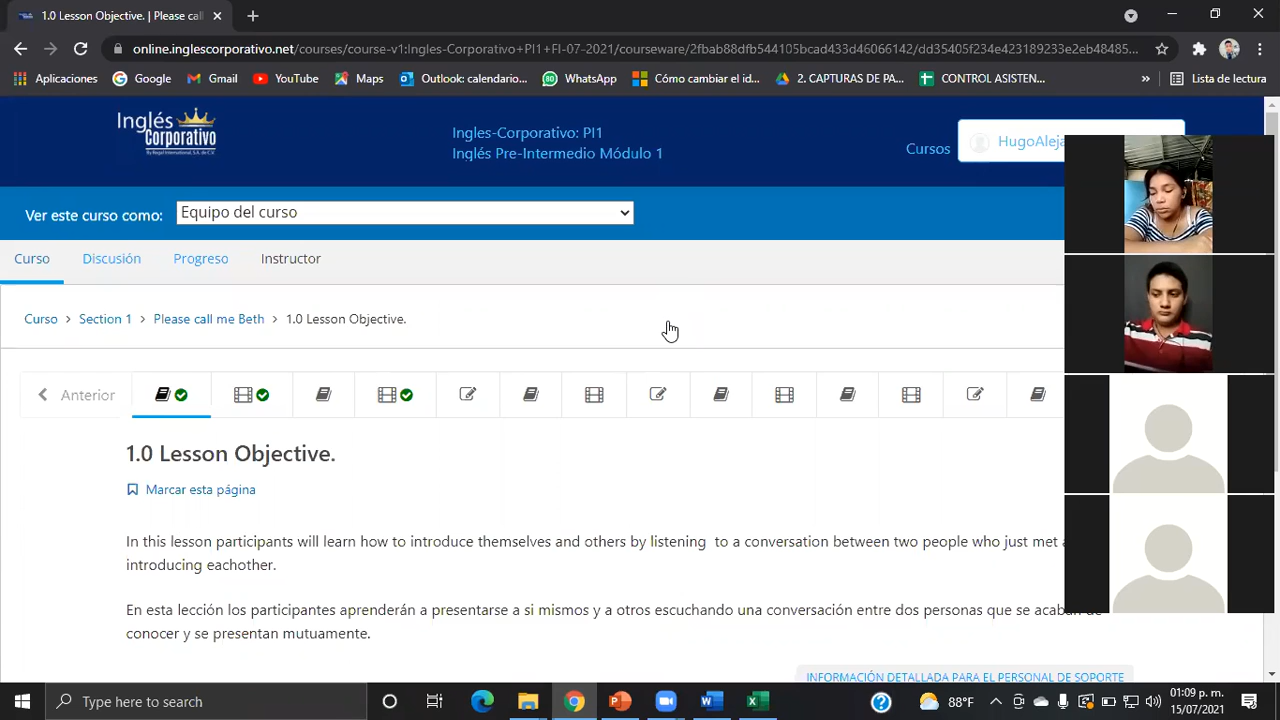 1.0 Lesson Objective. | Please call
online.inglescorporativo.net/courses/course-v1:Ingles-Corporativo+PI1+FI-07-2021/courseware/2fbab88dfb544105bcad433d46066142/dd35405f234e423189233e2eb48485...
Aplicaciones Google Gmail YouTube Maps Outlook: calendario... WhatsApp Cómo cambiar el id... 2. CAPTURAS DE PA... CONTROL ASISTEN... » Lista de lectura
Inglés
Corporativo
By Regal International, S.A. de C.V.
Ingles-Corporativo: PI1
Inglés Pre-Intermedio Módulo 1
Cursos
HugoAleja
Ver este curso como: Equipo del curso
Curso Discusión Progreso Instructor
Curso > Section 1 > Please call me Beth > 1.0 Lesson Objective.
Anterior
1.0 Lesson Objective.
Marcar esta página
In this lesson participants will learn how to introduce themselves and others by listening to a conversation between two people who just met a
introducing eachother.
En esta lección los participantes aprenderán a presentarse a si mismos y a otros escuchando una conversación entre dos personas que se acaban de
conocer y se presentan mutuamente.
INFORMACIÓN DETALLADA PARA EL PERSONAL DE SOPORTE
Type here to search
88°F
01:09 p. m.
15/07/2021